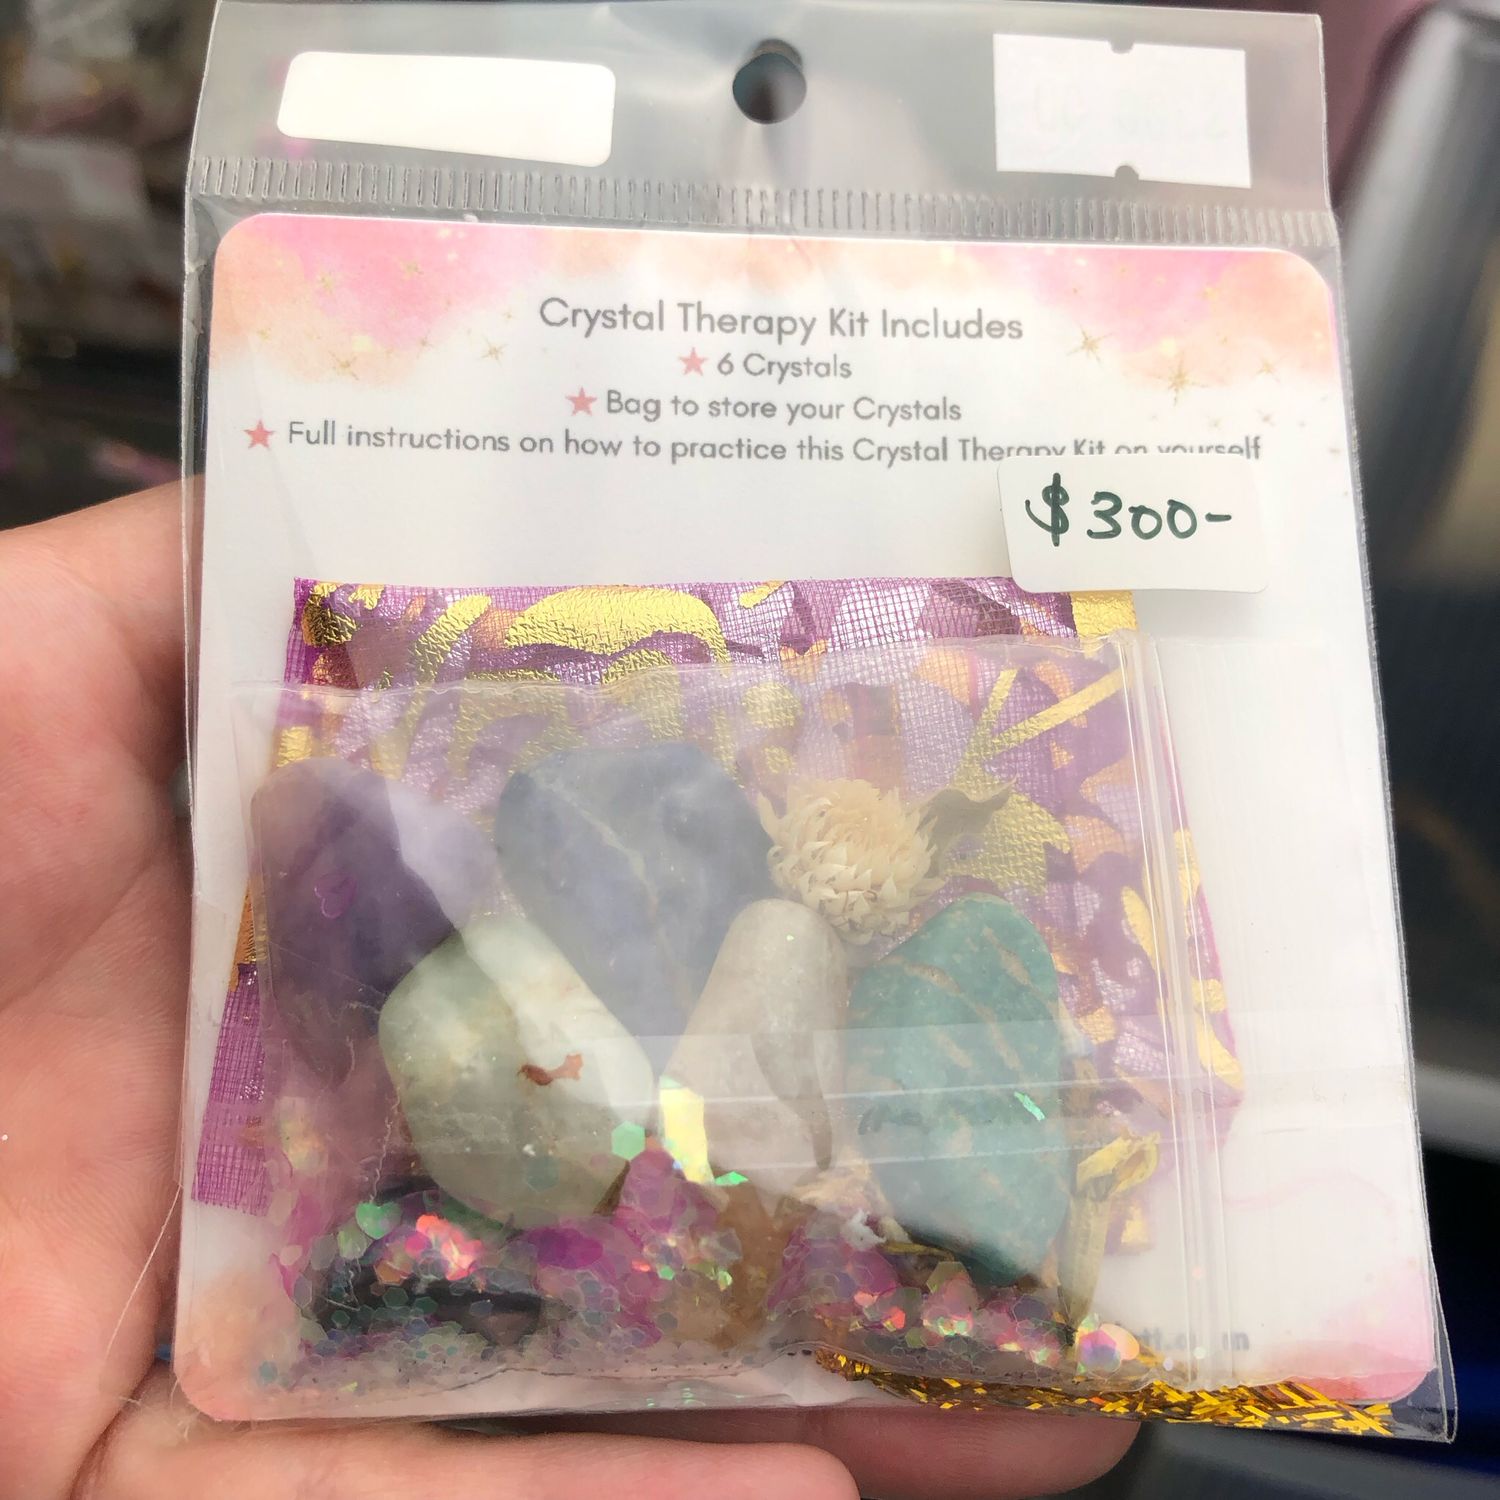 Crystal Therapy Kit Includes
★ 6 Crystals
★ Bag to store your Crystals
★ Full instructions on how to practice this Crystal Therapy Kit on yourself
$300-